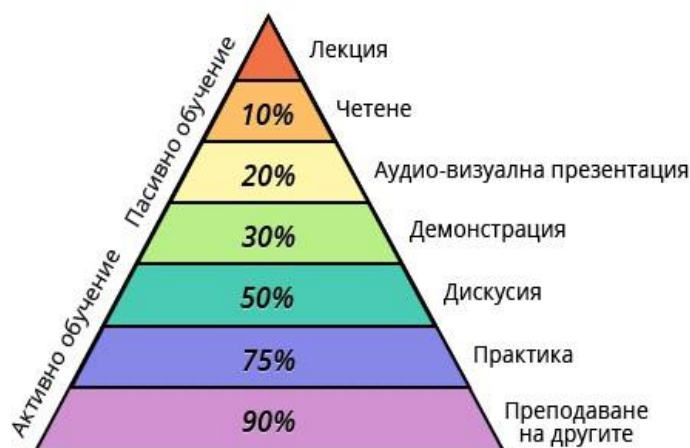 Пасивно обучение
Активно обучение
Лекция
10%
Четене
20%
Аудио-визуална презентация
30%
Демонстрация
50%
Дискусия
75%
Практика
90%
Преподаване
на другите